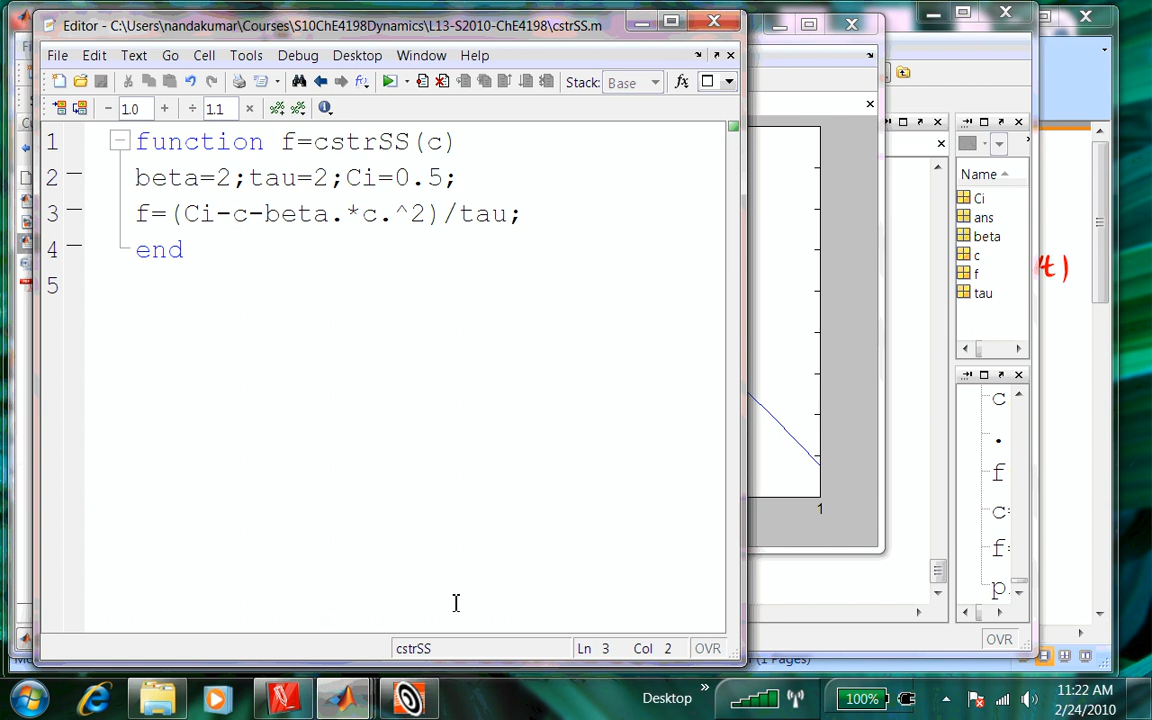 Editor - C:\Users\nandakumar\Courses\S10ChE4198Dynamics\L13-S2010-ChE4198\cstrSS.m
File Edit Text Go Cell Tools Debug Desktop Window Help
Stack: Base fx
− 1.0 + ÷ 1.1 ×
1 function f=cstrSS(c)
2 beta=2;tau=2;Ci=0.5;
3 f=(Ci-c-beta.*c.^2)/tau;
4 end
5
cstrSS Ln 3 Col 2 OVR
1
Name
Ci
ans
beta
c
f
tau
c
.
f
c=
f=
p
OVR
t)
(1 Pages)
Desktop » 100% 11:22 AM
2/24/2010